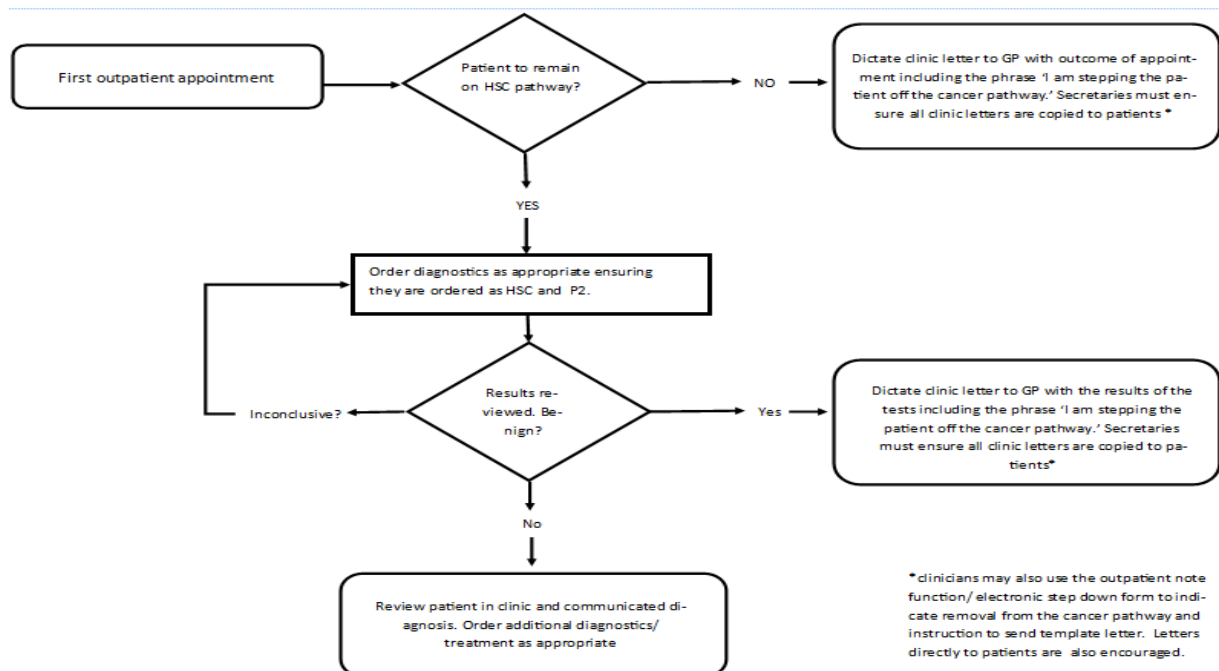 First outpatient appointment
Patient to remain
on HSC pathway?
NO
Dictate clinic letter to GP with outcome of appoint-
ment including the phrase ‘I am stepping the pa-
tient off the cancer pathway.’ Secretaries must en-
sure all clinic letters are copied to patients *
YES
Order diagnostics as appropriate ensuring
they are ordered as HSC and P2.
Inconclusive?
Results re-
viewed. Be-
nign?
Yes
Dictate clinic letter to GP with the results of the
tests including the phrase ‘I am stepping the
patient off the cancer pathway.’ Secretaries
must ensure all clinic letters are copied to pa-
tients*
No
Review patient in clinic and communicated di-
agnosis. Order additional diagnostics/
treatment as appropriate
*clinicians may also use the outpatient note
function/ electronic step down form to indi-
cate removal from the cancer pathway and
instruction to send template letter. Letters
directly to patients are also encouraged.